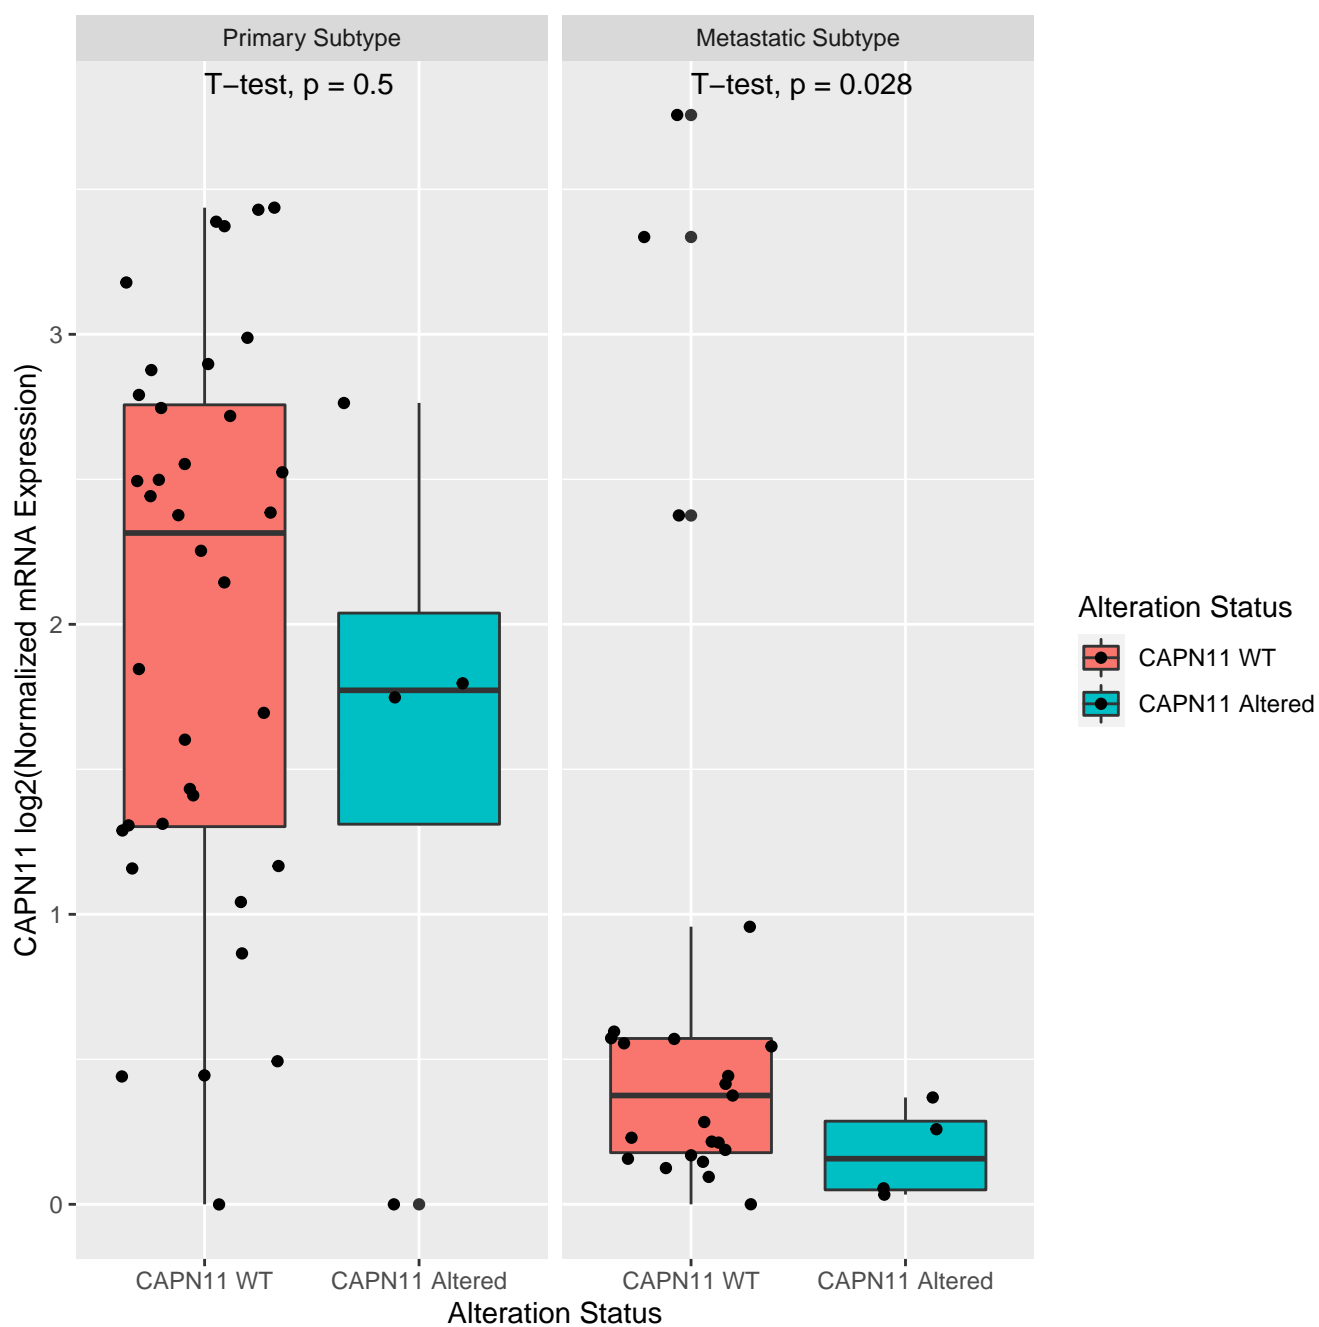 Primary Subtype
Metastatic Subtype
T−test, p = 0.5
T−test, p = 0.028
CAPN11 log2(Normalized mRNA Expression)
3
2
1
0
CAPN11 WT
CAPN11 Altered
CAPN11 WT
CAPN11 Altered
Alteration Status
Alteration Status
CAPN11 WT
CAPN11 Altered